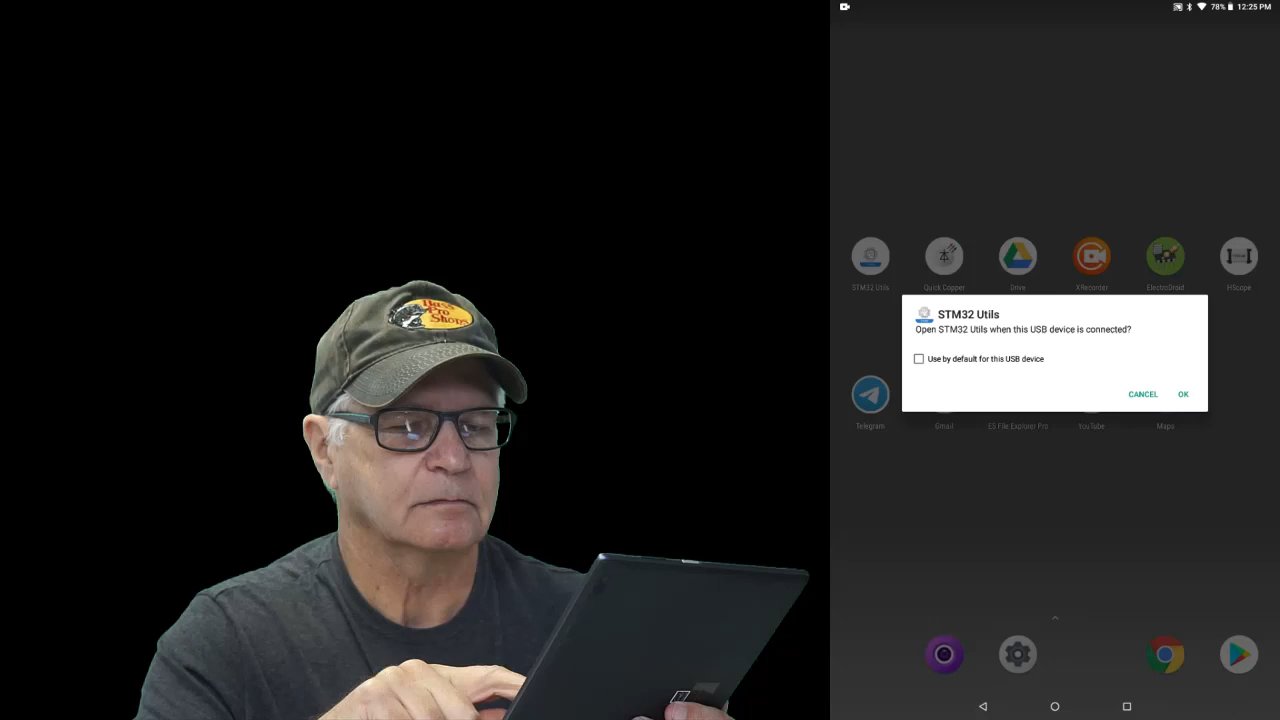 78% 12:25 PM
Bass
Pro
Shops
STM32 Utils
Quick Copper
Drive
XRecorder
ElectroDroid
HScope
STM32 Utils
Open STM32 Utils when this USB device is connected?
Use by default for this USB device
CANCEL
OK
Telegram
Gmail
ES File Explorer Pro
YouTube
Maps